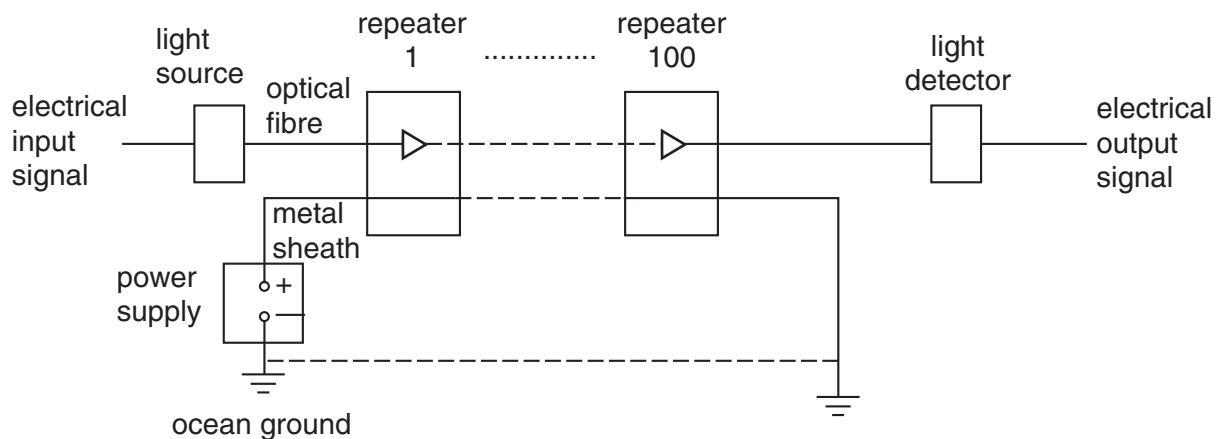 light
source
repeater
1
repeater
100
light
detector
electrical
input
signal
optical
fibre
electrical
output
signal
metal
sheath
power
supply
+
–
ocean ground